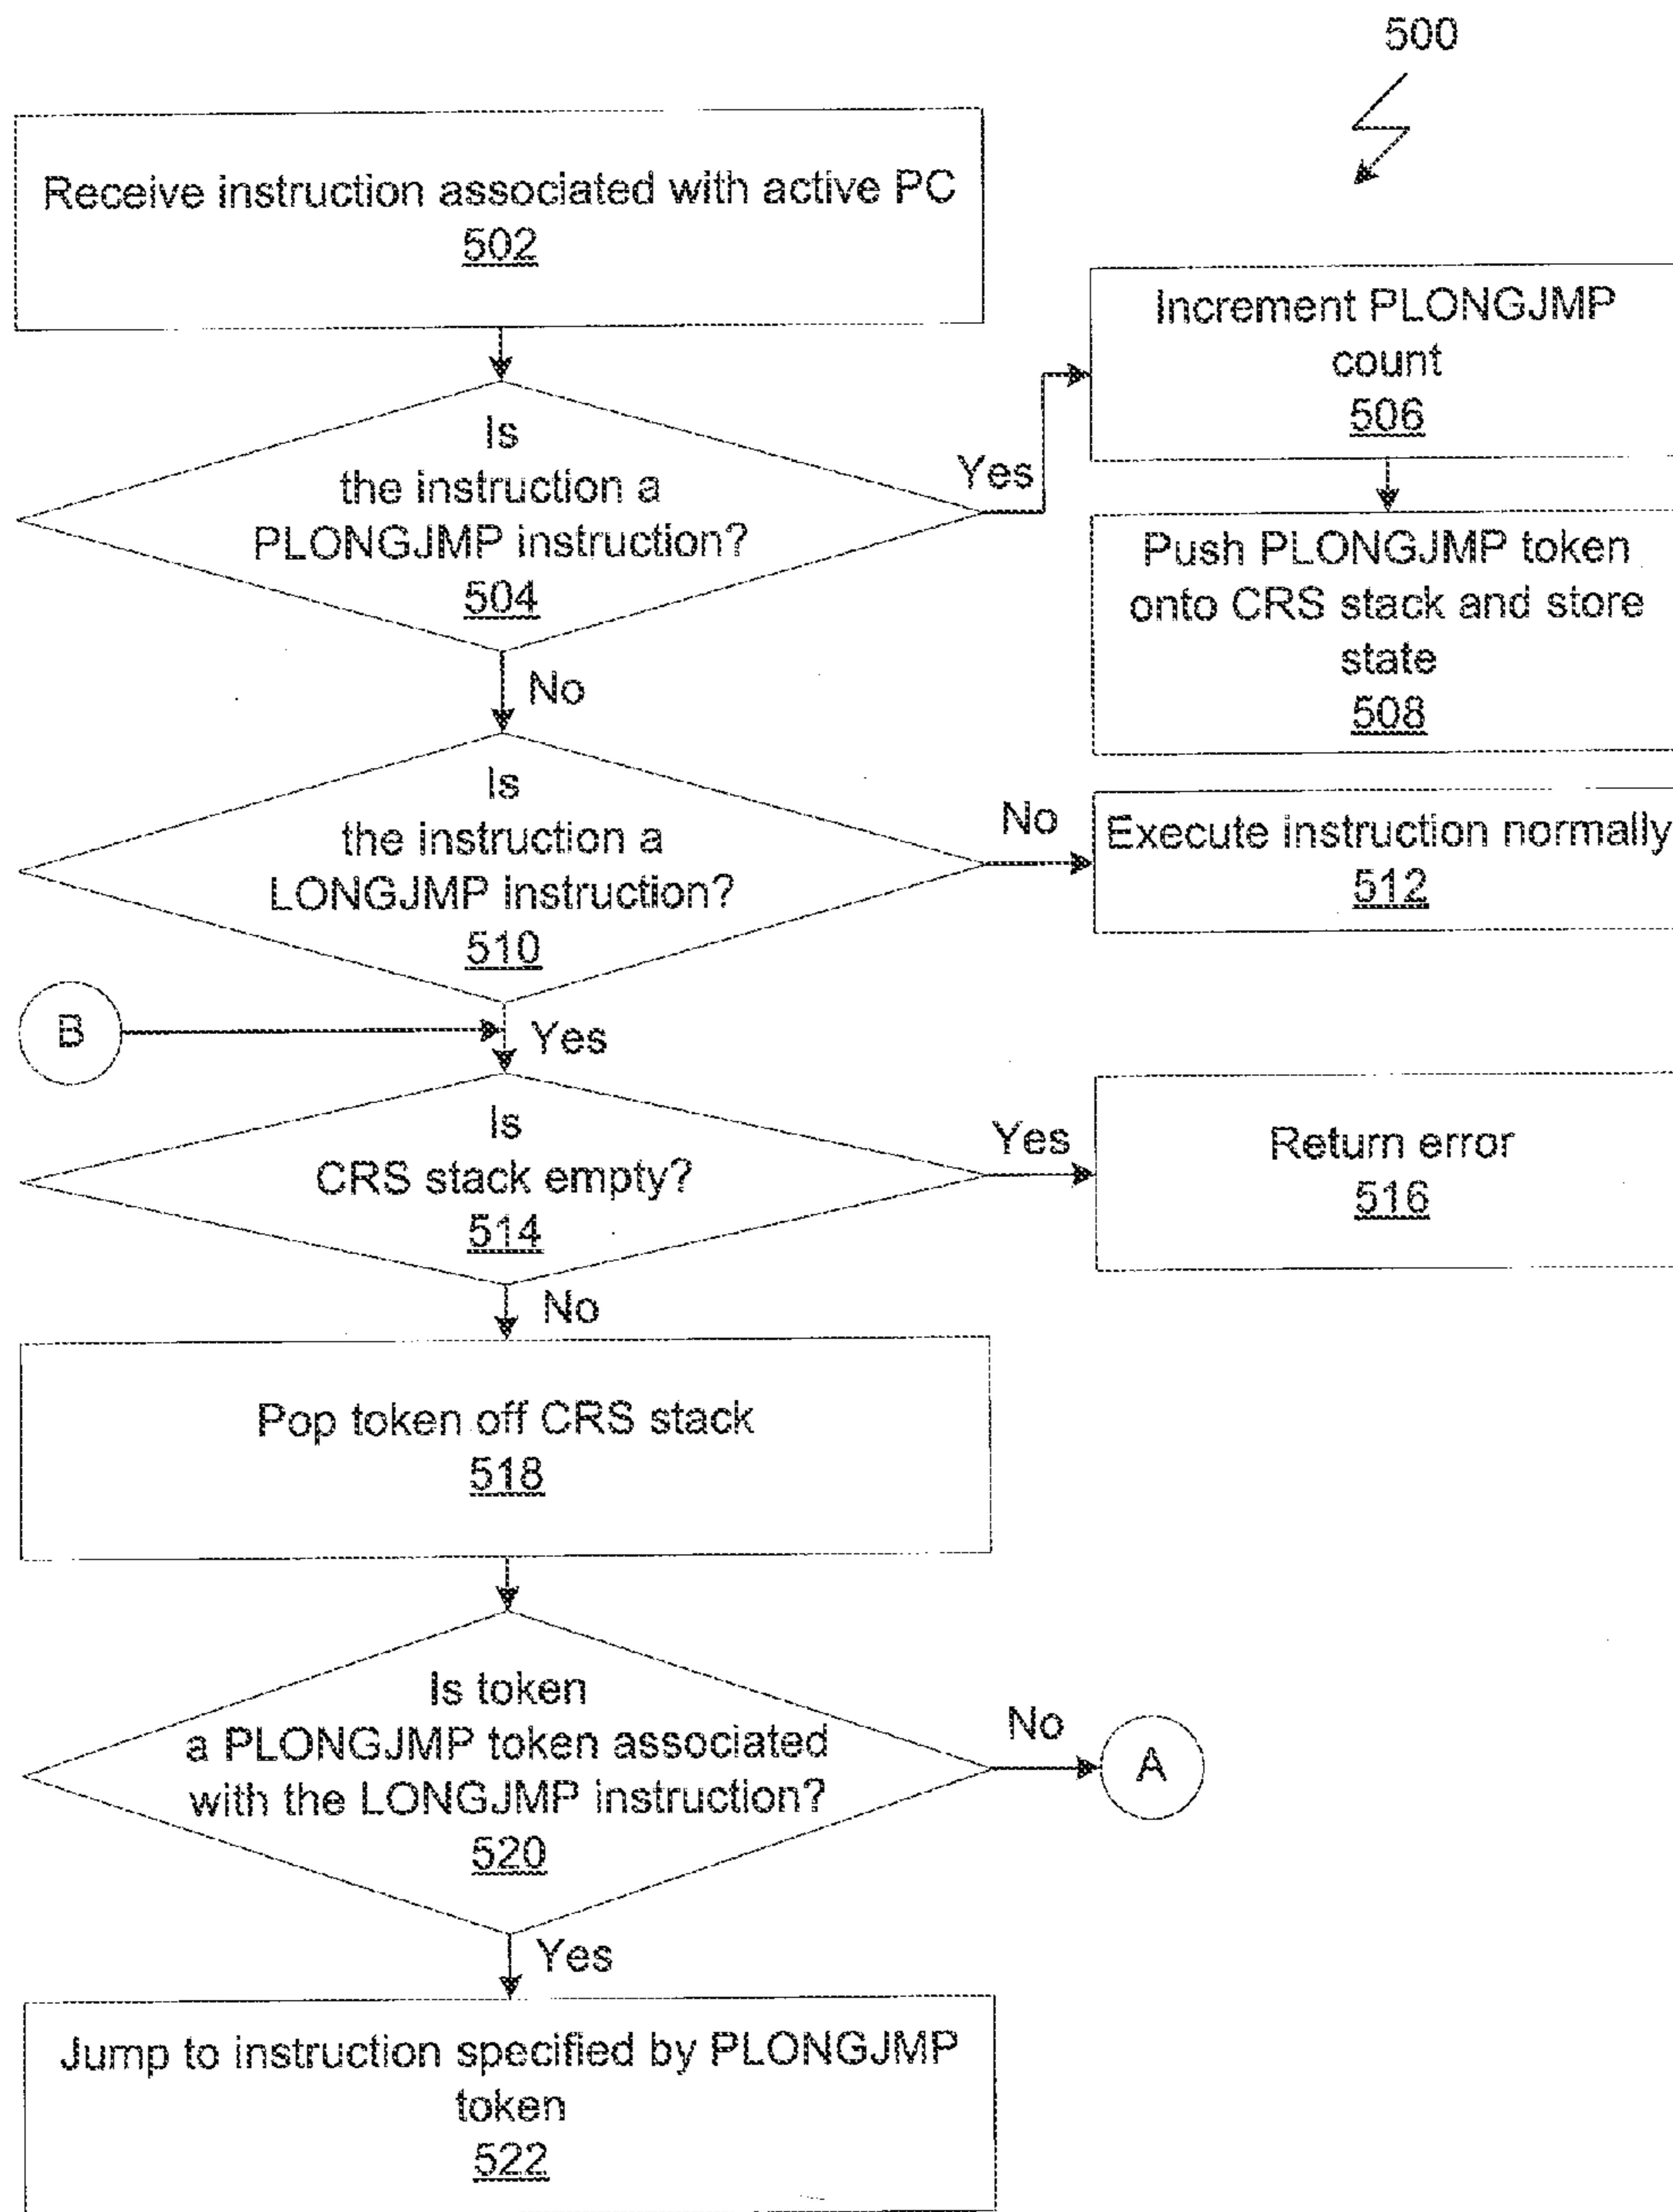 500
Receive instruction associated with active PC
502
Increment PLONGJMP
count
506
Is
the instruction a
PLONGJMP instruction?
504
Yes
Push PLONGJMP token
onto CRS stack and store
state
508
No
Is
the instruction a
LONGJMP instruction?
510
No
Execute instruction normally
512
B
Yes
Is
CRS stack empty?
514
Yes
Return error
516
No
Pop token off CRS stack
518
Is token
a PLONGJMP token associated
with the LONGJMP instruction?
520
No
A
Yes
Jump to instruction specified by PLONGJMP
token
522